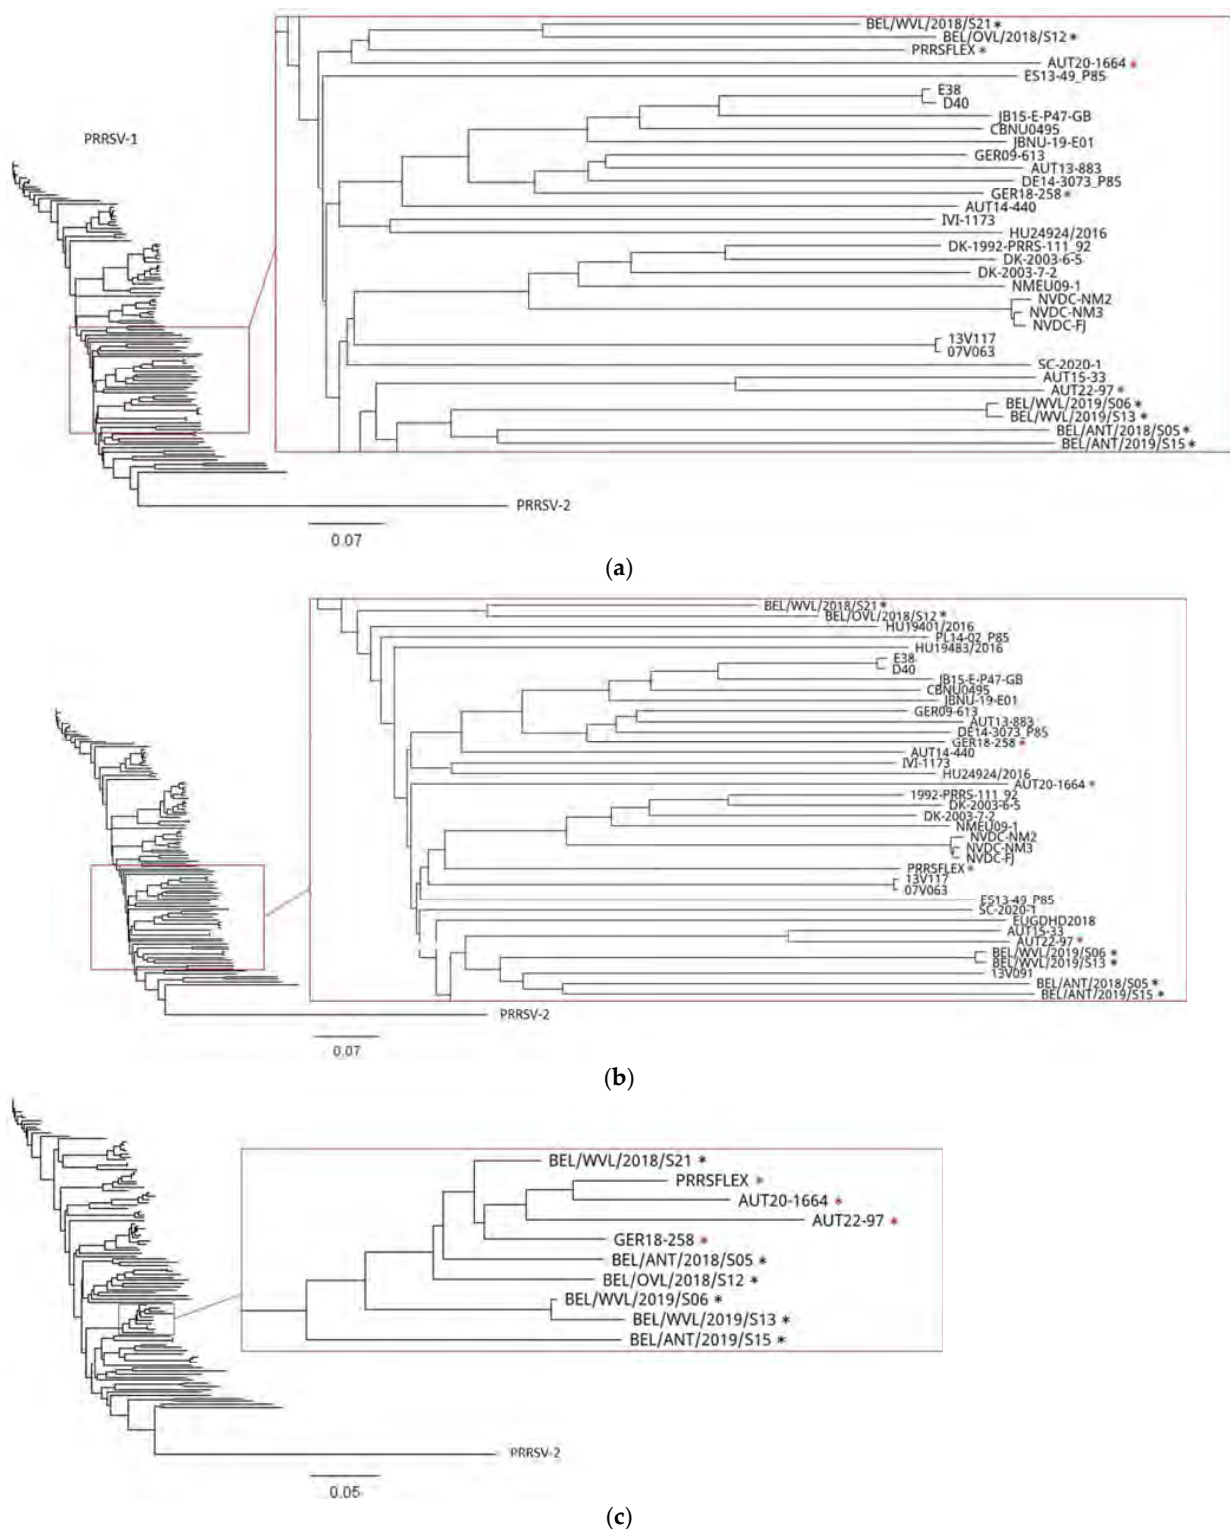 BEL/WVL/2018/S21 *
BEL/OVL/2018/S12 *
PRRSFLEX *
AUT20-1664 *
ES13-49_P85
E38
D40
JB15-E-P47-GB
CBNU0495
PRRSV-1
JBNU-19-E01
GER09-613
AUT13-883
DE14-3073_P85
GER18-258 *
AUT14-440
IVI-1173
HU24924/2016
DK-1992-PRRS-111_92
DK-2003-6-5
DK-2003-7-2
NMEU09-1
NVDC-NM2
NVDC-NM3
NVDC-FJ
13V117
07V063
SC-2020-1
AUT15-33
AUT22-97 *
BEL/WVL/2019/S06 *
BEL/WVL/2019/S13 *
BEL/ANT/2018/S05 *
BEL/ANT/2019/S15 *
PRRSV-2
0.07
(a)
BEL/WVL/2018/S21 *
BEL/OVL/2018/S12 *
HU19401/2016
PL14-02_P85
HU19483/2016
E38
D40
JB15-E-P47-GB
CBNU0495
JBNU-19-E01
GER09-613
AUT13-883
DE14-3073_P85
GER18-258 *
AUT14-440
IVI-1173
HU24924/2016
AUT20-1664 *
1992-PRRS-111_92
DK-2003-6-5
DK-2003-7-2
NMEU09-1
NVDC-NM2
NVDC-NM3
NVDC-FJ
PRRSFLEX *
13V117
07V063
ES13-49_P85
SC-2020-1
EUGDHD2018
AUT15-33
AUT22-97 *
BEL/WVL/2019/S06 *
BEL/WVL/2019/S13 *
13V091
BEL/ANT/2018/S05 *
BEL/ANT/2019/S15 *
PRRSV-2
0.07
(b)
BEL/WVL/2018/S21 *
PRRSFLEX *
AUT20-1664 *
AUT22-97 *
GER18-258 *
BEL/ANT/2018/S05 *
BEL/OVL/2018/S12 *
BEL/WVL/2019/S06 *
BEL/WVL/2019/S13 *
BEL/ANT/2019/S15 *
PRRSV-2
0.05
(c)